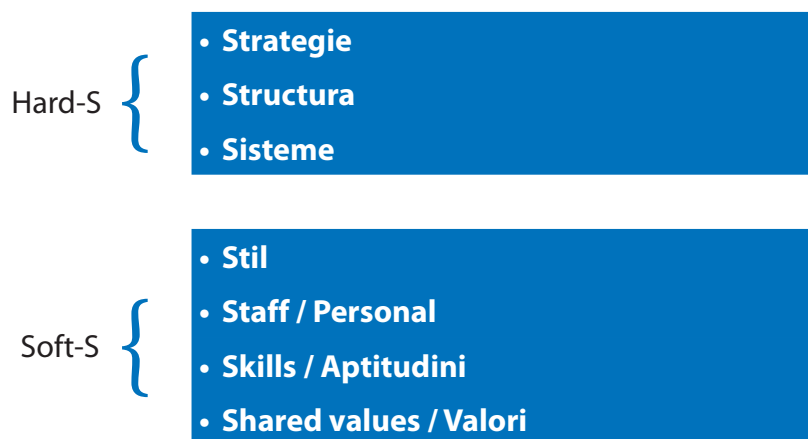 Hard-S
• Strategie
• Structura
• Sisteme
Soft-S
• Stil
• Staff / Personal
• Skills / Aptitudini
• Shared values / Valori